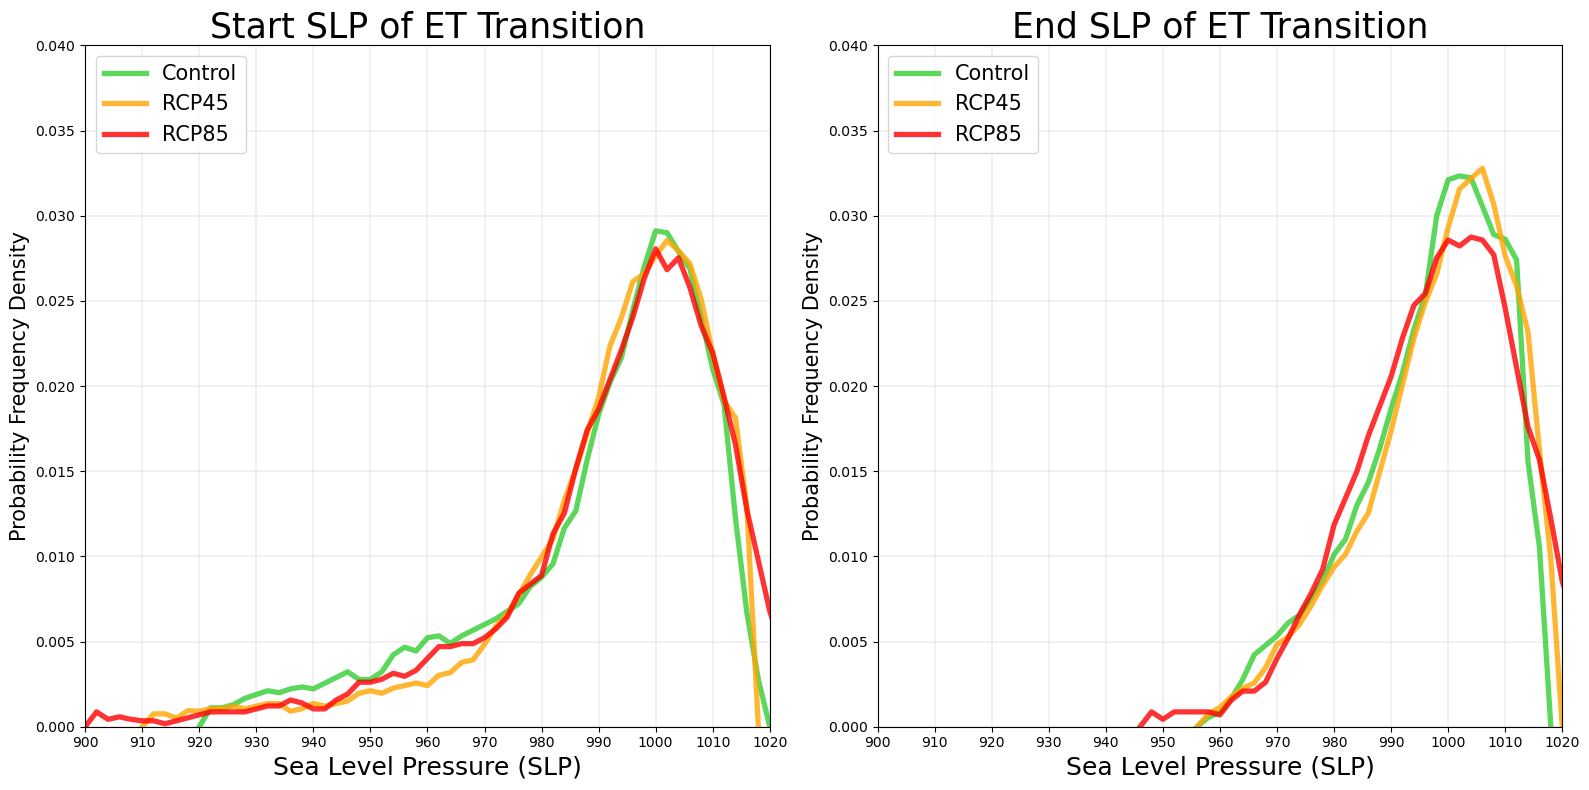 Start SLP of ET Transition
Control
RCP45
RCP85
0.040
0.035
0.030
0.025
0.020
0.015
0.010
0.005
0.000
Probability Frequency Density
900 910 920 930 940 950 960 970 980 990 1000 1010 1020
Sea Level Pressure (SLP)
End SLP of ET Transition
Control
RCP45
RCP85
0.040
0.035
0.030
0.025
0.020
0.015
0.010
0.005
0.000
Probability Frequency Density
900 910 920 930 940 950 960 970 980 990 1000 1010 1020
Sea Level Pressure (SLP)